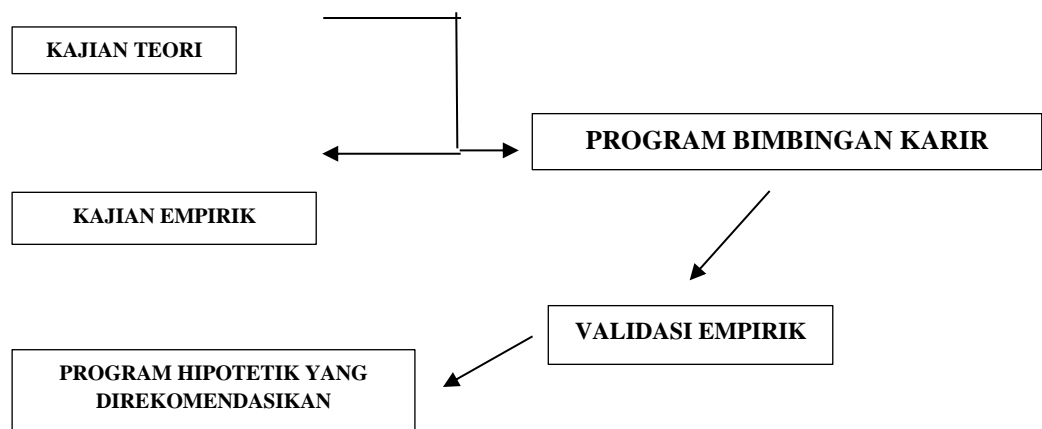 KAJIAN TEORI
PROGRAM BIMBINGAN KARIR
KAJIAN EMPIRIK
VALIDASI EMPIRIK
PROGRAM HIPOTETIK YANG
DIREKOMENDASIKAN